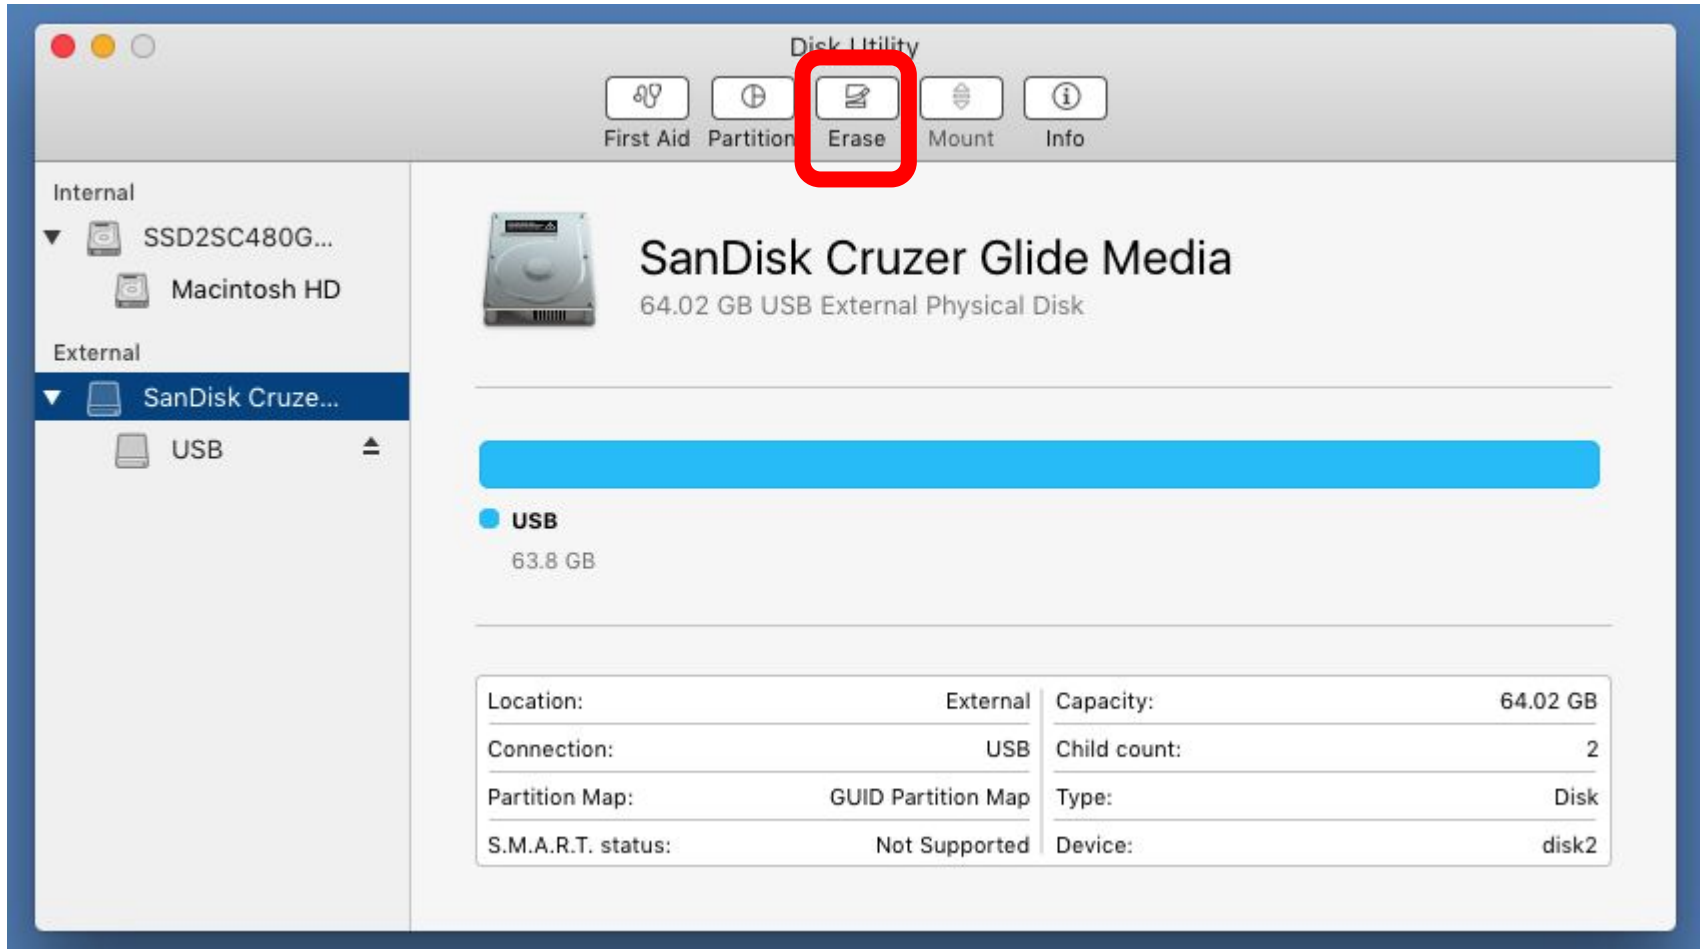 Disk Utility
First Aid Partition Erase Mount Info
Internal
SSD2SC480G...
Macintosh HD
External
SanDisk Cruze...
USB
SanDisk Cruzer Glide Media
64.02 GB USB External Physical Disk
USB
63.8 GB
Location: External Capacity: 64.02 GB
Connection: USB Child count: 2
Partition Map: GUID Partition Map Type: Disk
S.M.A.R.T. status: Not Supported Device: disk2